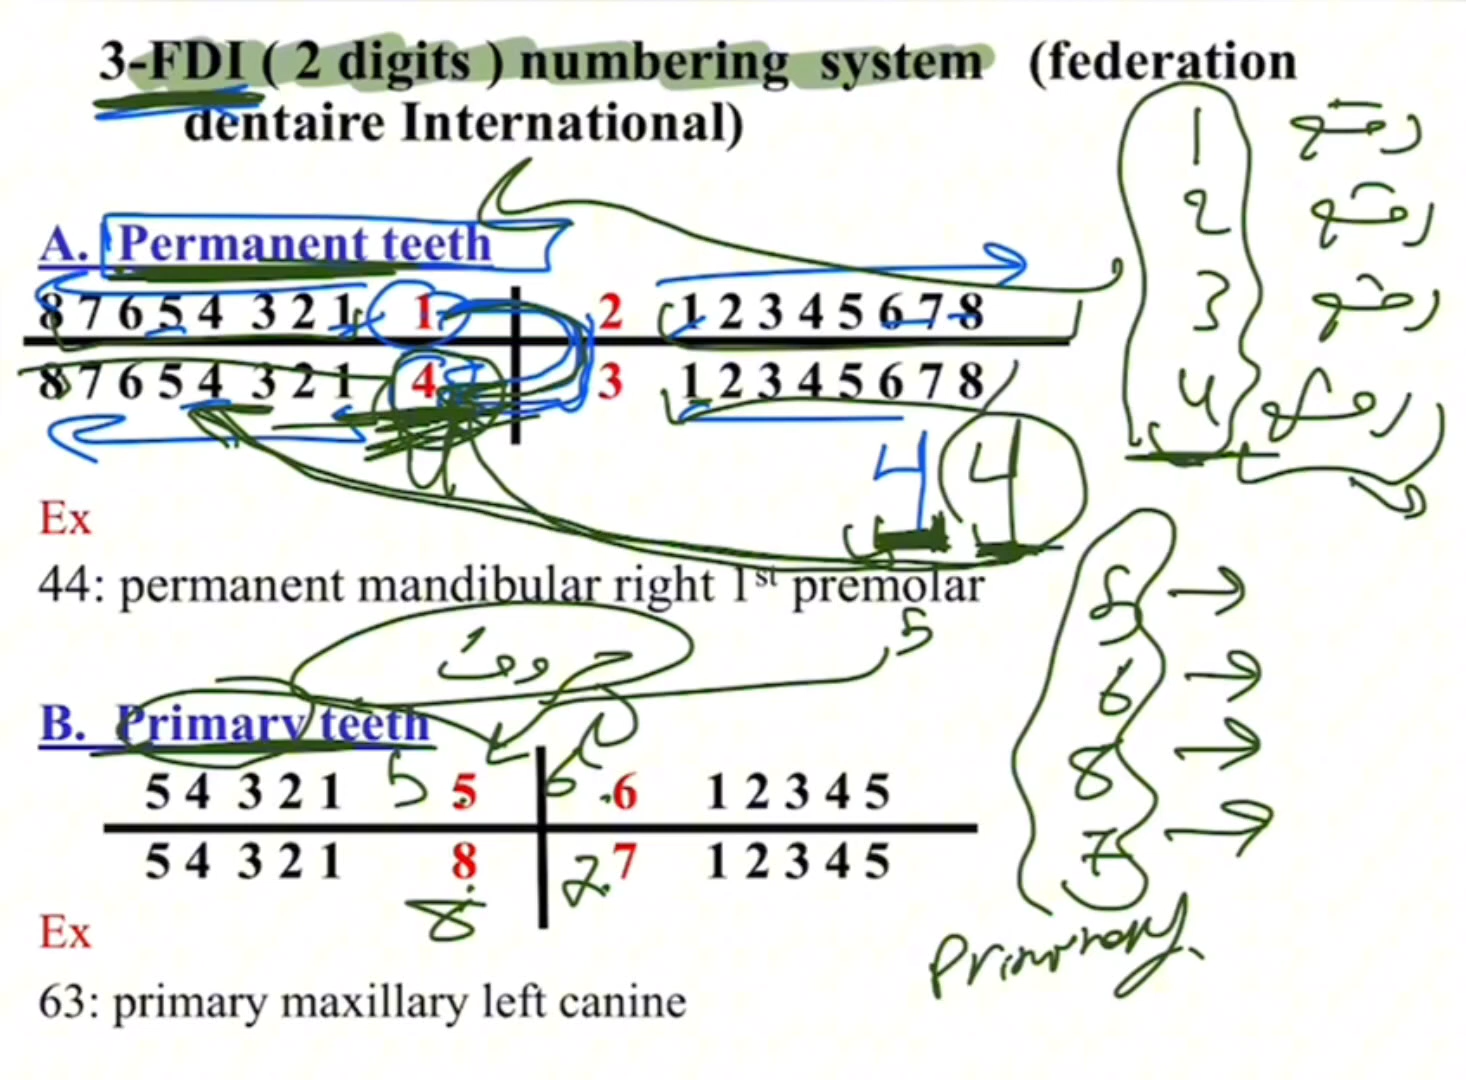 3-FDI ( 2 digits ) numbering system (federation
dentaire International)
1
2
3
4
A. Permanent teeth
8 7 6 5 4 3 2 1 1 2 1 2 3 4 5 6 7 8
8 7 6 5 4 3 2 1 4 3 1 2 3 4 5 6 7 8
4 4
4
Ex
44: permanent mandibular right 1st premolar
5
5
6
8
7
Primary
B. Primary teeth
5 4 3 2 1 5 5 6 6 1 2 3 4 5
5 4 3 2 1 8 7 1 2 3 4 5
8
Ex
63: primary maxillary left canine